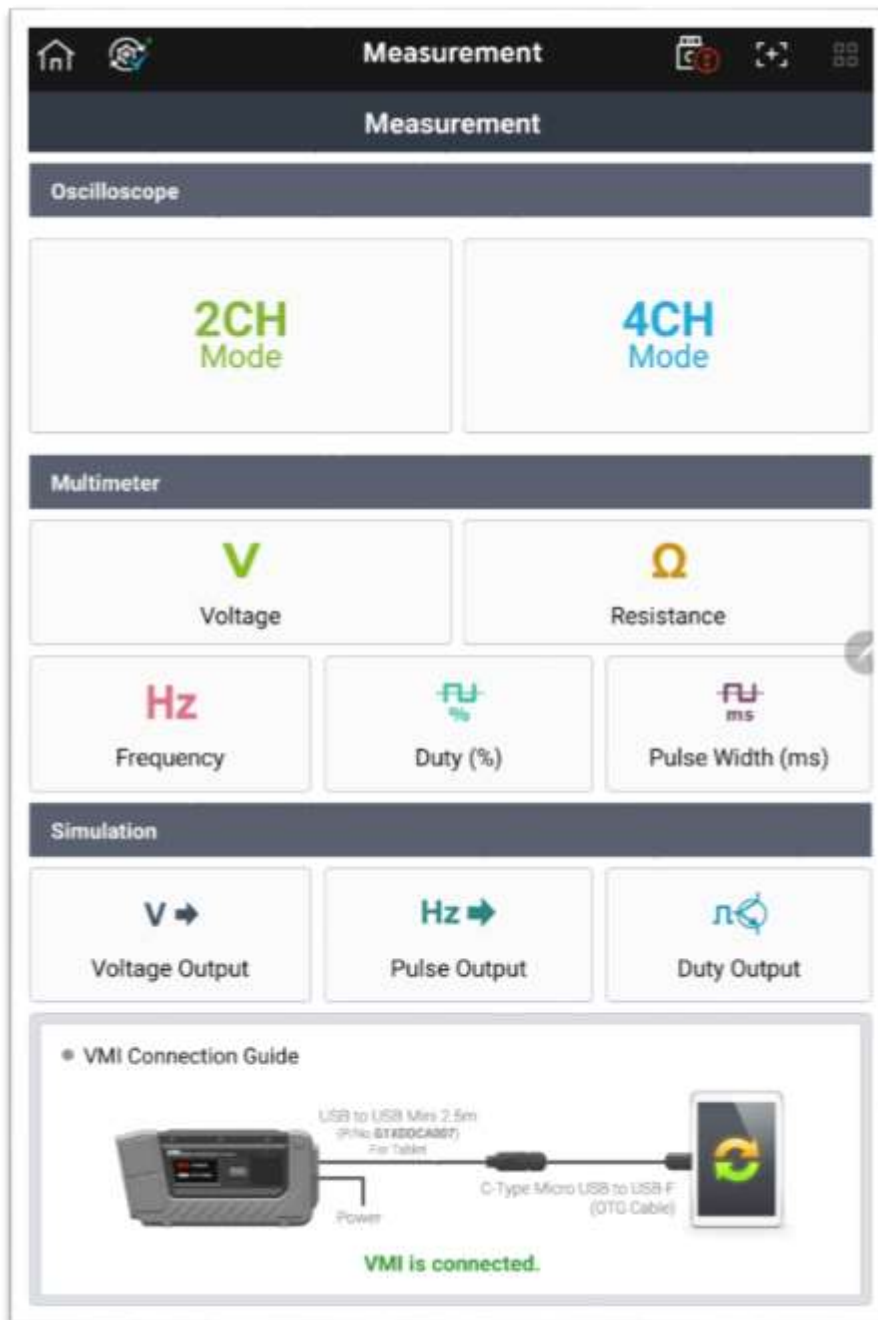 Measurement
Measurement
Oscilloscope
2CH
Mode
4CH
Mode
Multimeter
V
Voltage
Ω
Resistance
Hz
Frequency
%
Duty (%)
ms
Pulse Width (ms)
Simulation
V
Voltage Output
Hz
Pulse Output
Duty Output
VMI Connection Guide
USB to USB Mini 2.5m
For Tablet
C-Type Micro USB to USB-F
(OTG Cable)
Power
VMI is connected.